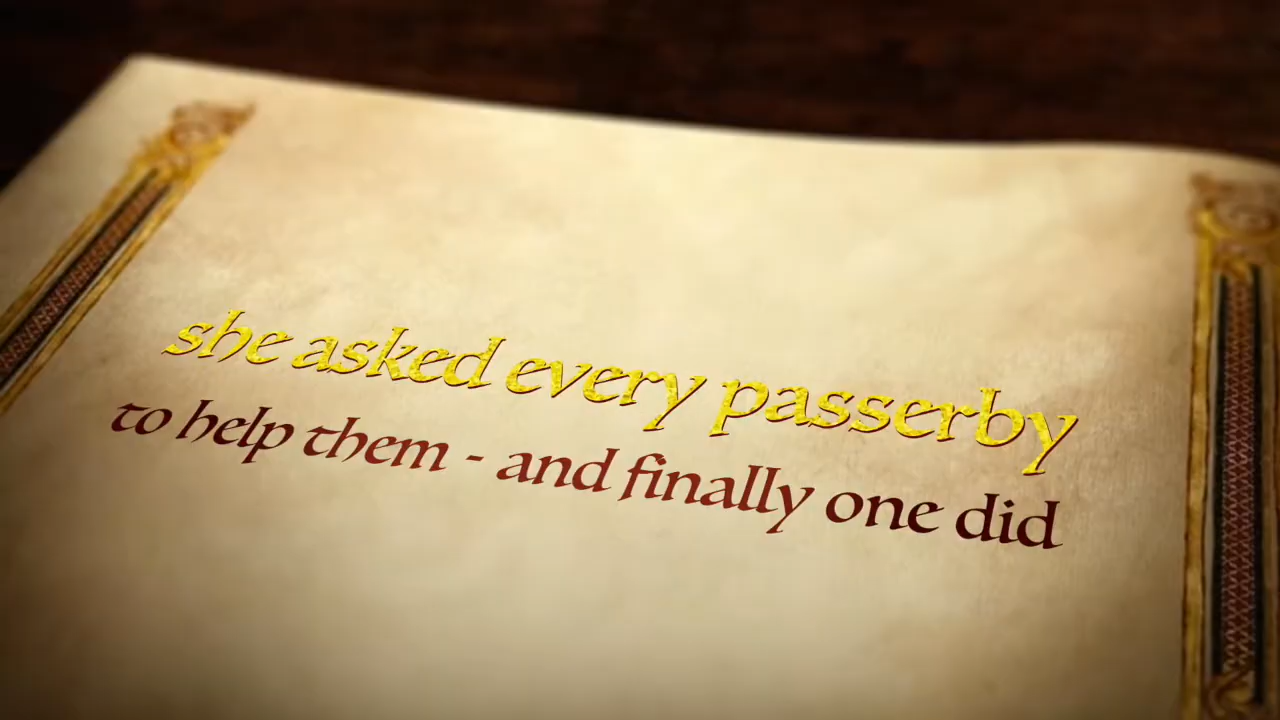 she asked every passerby
to help them - and finally one did